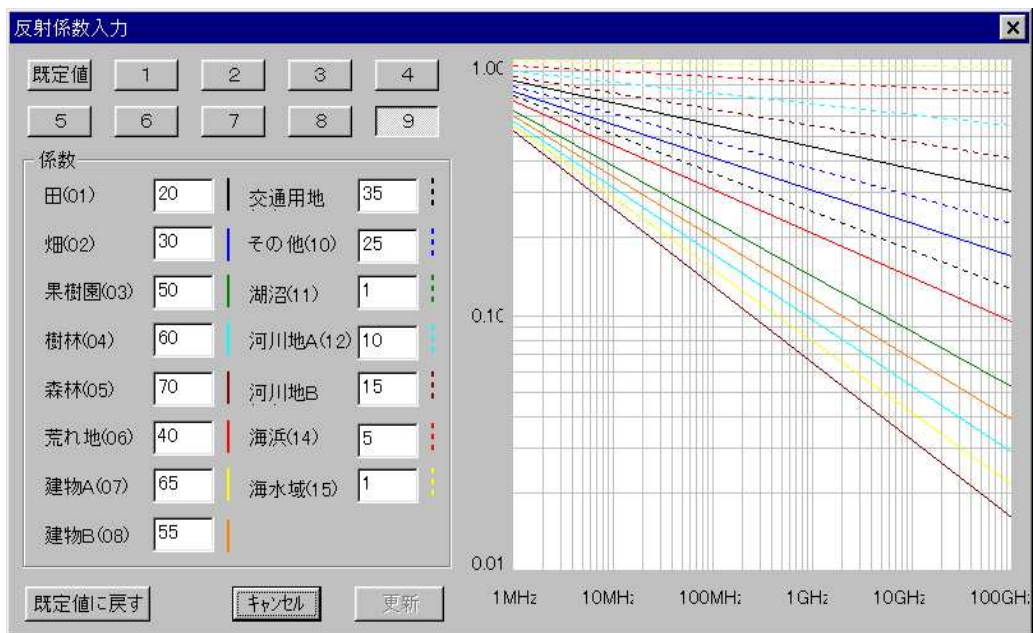 反射係数入力
既定値 1 2 3 4
5 6 7 8 9
係数
田(01) 20 交通用地 35
畑(02) 30 その他(10) 25
果樹園(03) 50 湖沼(11) 1
樹林(04) 60 河川地A(12) 10
森林(05) 70 河川地B 15
荒れ地(06) 40 海浜(14) 5
建物A(07) 65 海水域(15) 1
建物B(08) 55
既定値に戻す キャンセル 更新
1.00
0.10
0.01
1MHz 10MHz 100MHz 1GHz 10GHz 100GHz